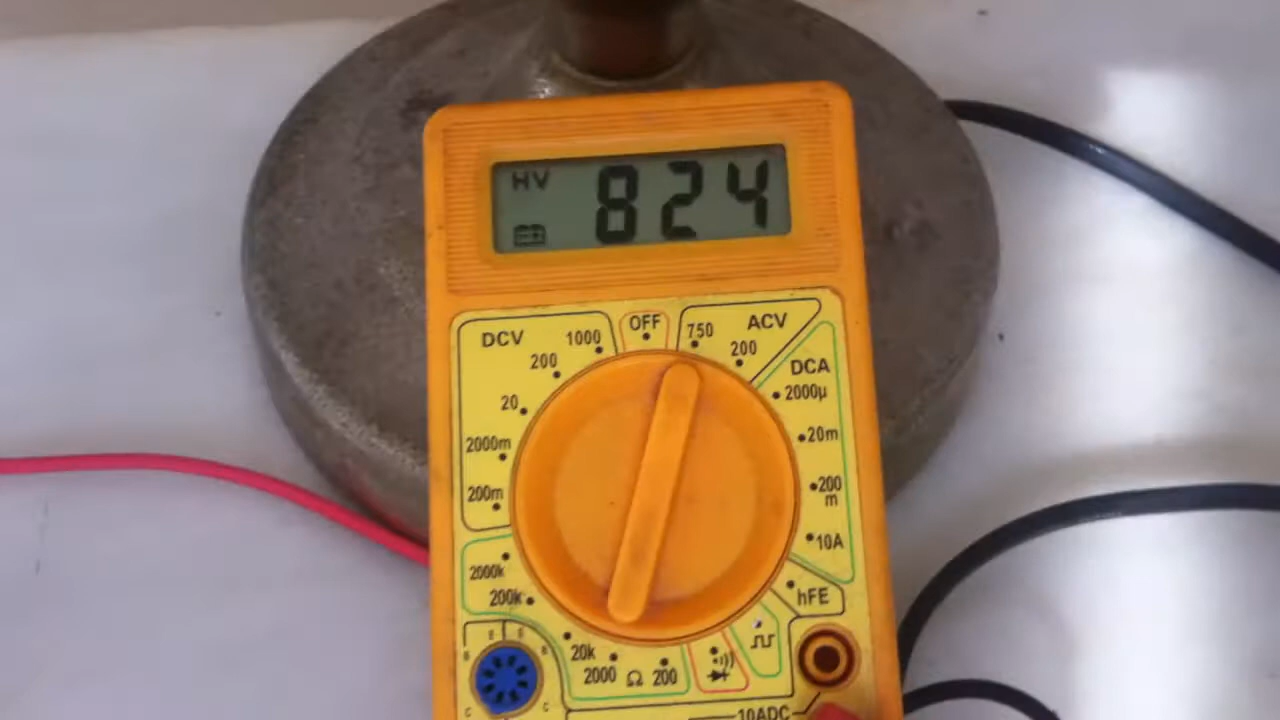 HV 824
OFF
DCV 1000 750 ACV
200 200
DCA
20 2000µ
2000m 20m
200m 200
m
10A
2000k
200k hFE
20k
2000 Ω 200
E E
B B
C C
10ADC